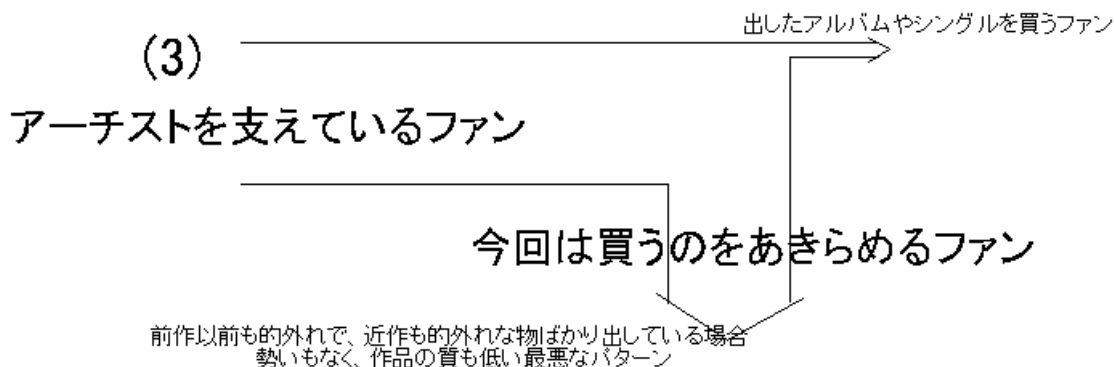 出したアルバムやシングルを買うファン
(3)
アーチストを支えているファン
今回は買うのをあきらめるファン
前作以前も的外れで、近作も的外れな物ばかり出している場合
勢いもなく、作品の質も低い最悪なパターン